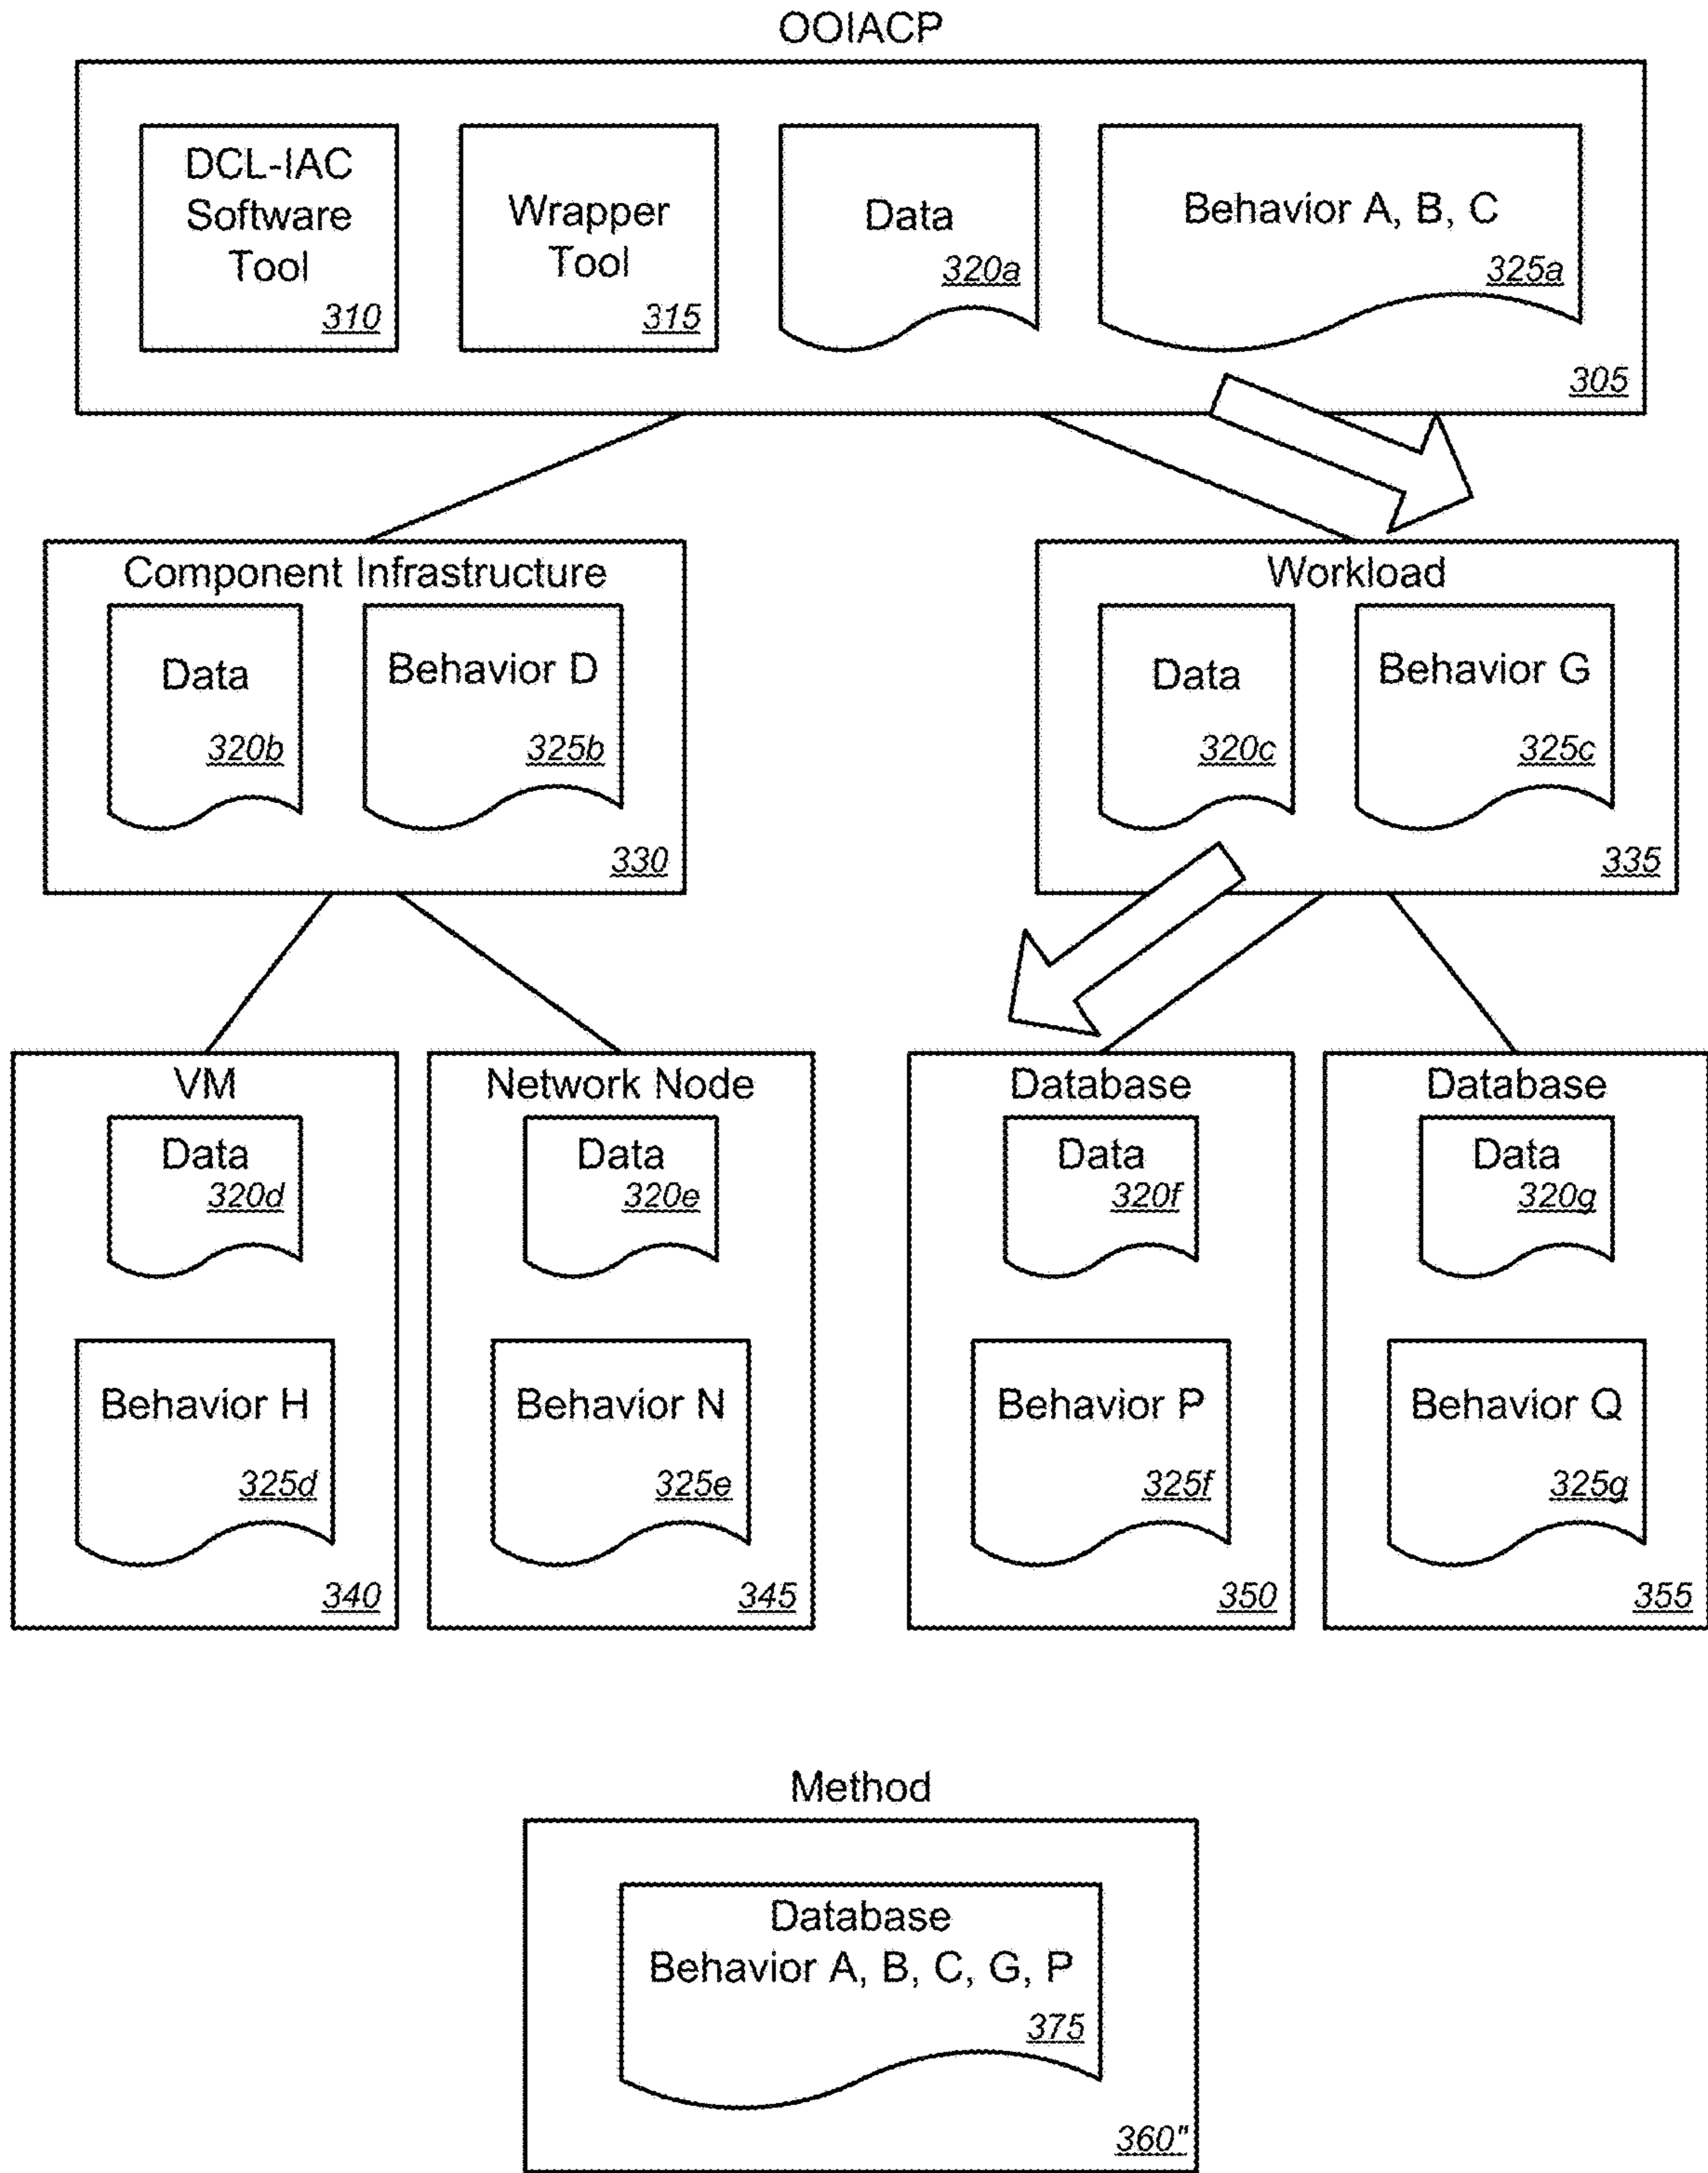 OOIACP
DCL-IAC
Software
Tool
310
Wrapper
Tool
315
Data
320a
Behavior A, B, C
325a
305
Component Infrastructure
Data
320b
Behavior D
325b
330
Workload
Data
320c
Behavior G
325c
335
VM
Data
320d
Behavior H
325d
340
Network Node
Data
320e
Behavior N
325e
345
Database
Data
320f
Behavior P
325f
350
Database
Data
320g
Behavior Q
325g
355
Method
Database
Behavior A, B, C, G, P
375
360"